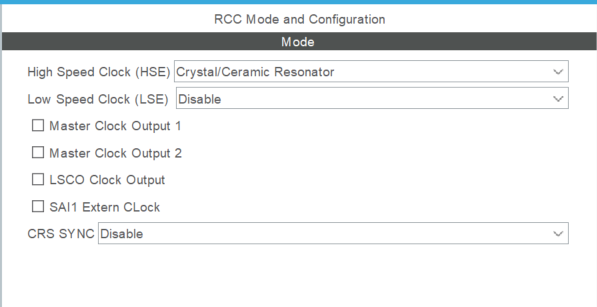 RCC Mode and Configuration
Mode
High Speed Clock (HSE) Crystal/Ceramic Resonator
Low Speed Clock (LSE) Disable
Master Clock Output 1
Master Clock Output 2
LSCO Clock Output
SAI1 Extern CLock
CRS SYNC Disable